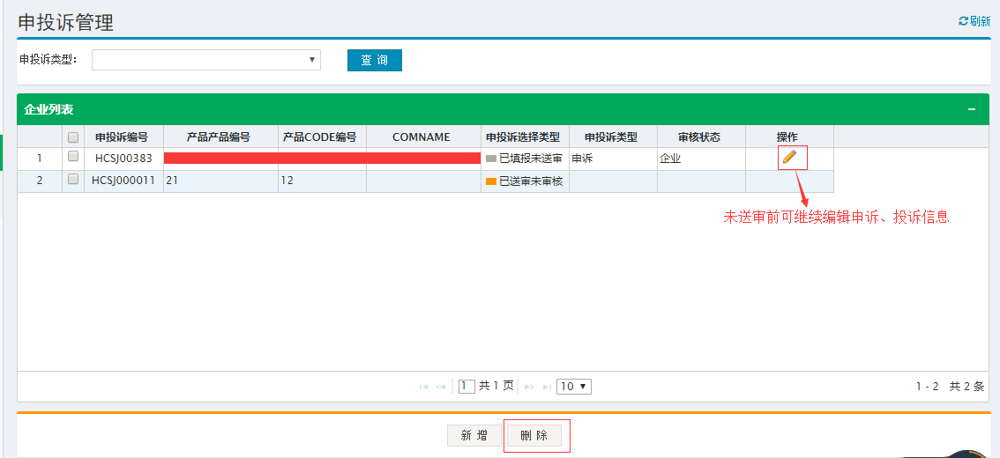 申投诉管理
刷新
申投诉类型：
查 询
企业列表
申投诉编号 产品产品编号 产品CODE编号 COMNAME 申投诉选择类型 申投诉类型 审核状态 操作
1 HCSJ00383 已填报未送审 申诉 企业
2 HCSJ000011 21 12 已送审未审核
未送审前可继续编辑申诉、投诉信息
1 共 1 页 10 1 - 2 共 2 条
新 增 删 除